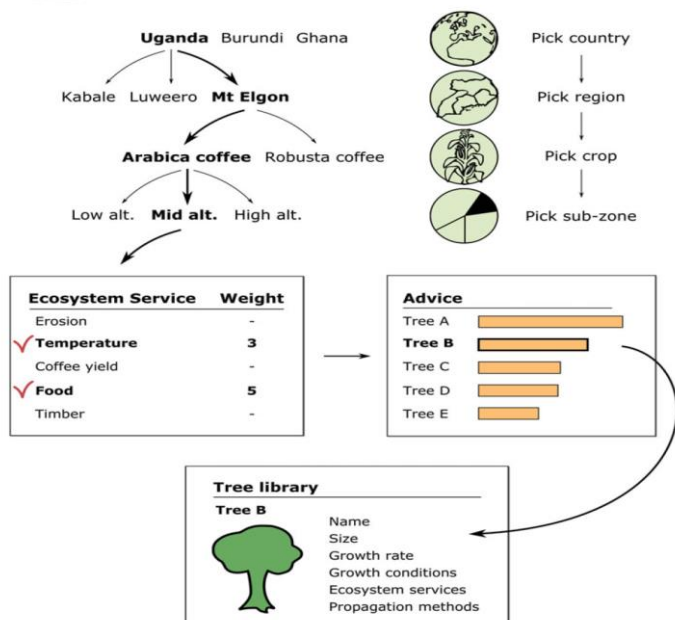 Uganda Burundi Ghana
Kabale Luweero Mt Elgon
Arabica coffee Robusta coffee
Low alt. Mid alt. High alt.
Pick country
Pick region
Pick crop
Pick sub-zone
Ecosystem Service Weight
Erosion -
Temperature 3
Coffee yield -
Food 5
Timber -
Advice
Tree A
Tree B
Tree C
Tree D
Tree E
Tree library
Tree B
Name
Size
Growth rate
Growth conditions
Ecosystem services
Propagation methods